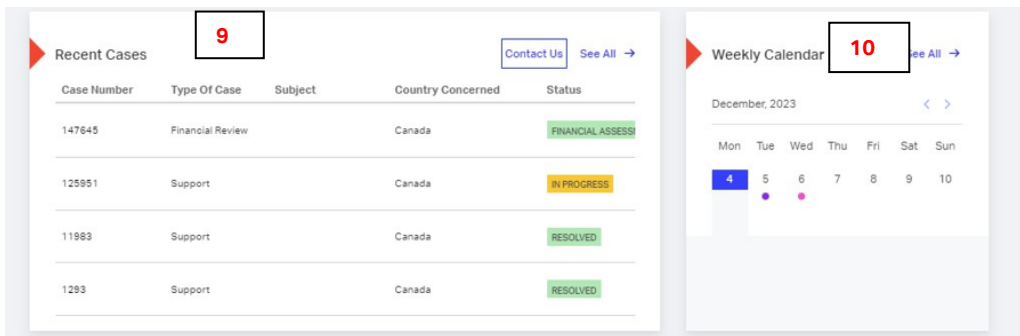 Recent Cases
9
Contact Us
See All →
Case Number Type Of Case Subject Country Concerned Status
147645 Financial Review Canada FINANCIAL ASSESS
125951 Support Canada IN PROGRESS
11983 Support Canada RESOLVED
1293 Support Canada RESOLVED
Weekly Calendar
10
See All →
December, 2023 < >
Mon Tue Wed Thu Fri Sat Sun
4 5 6 7 8 9 10